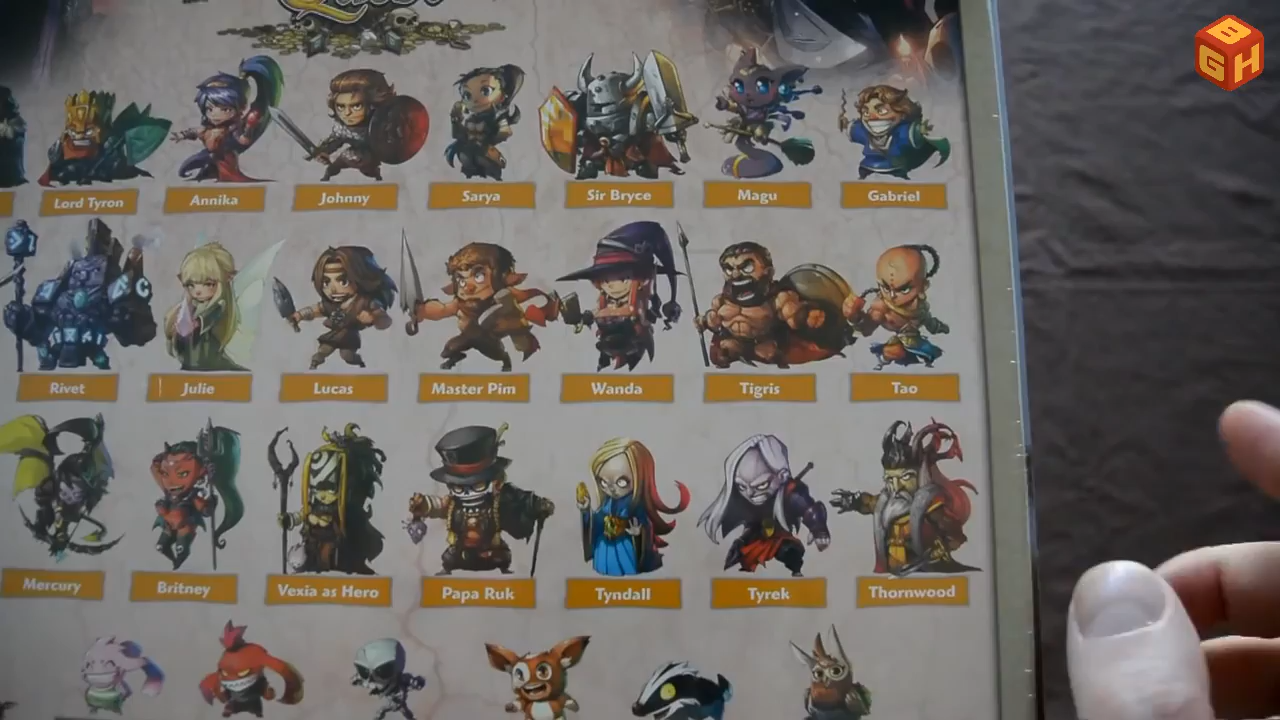 BGH
Lord Tyron
Annika
Johnny
Sarya
Sir Bryce
Magu
Gabriel
Rivet
Julie
Lucas
Master Pim
Wanda
Tigris
Tao
Mercury
Britney
Vexia as Hero
Papa Ruk
Tyndall
Tyrek
Thornwood